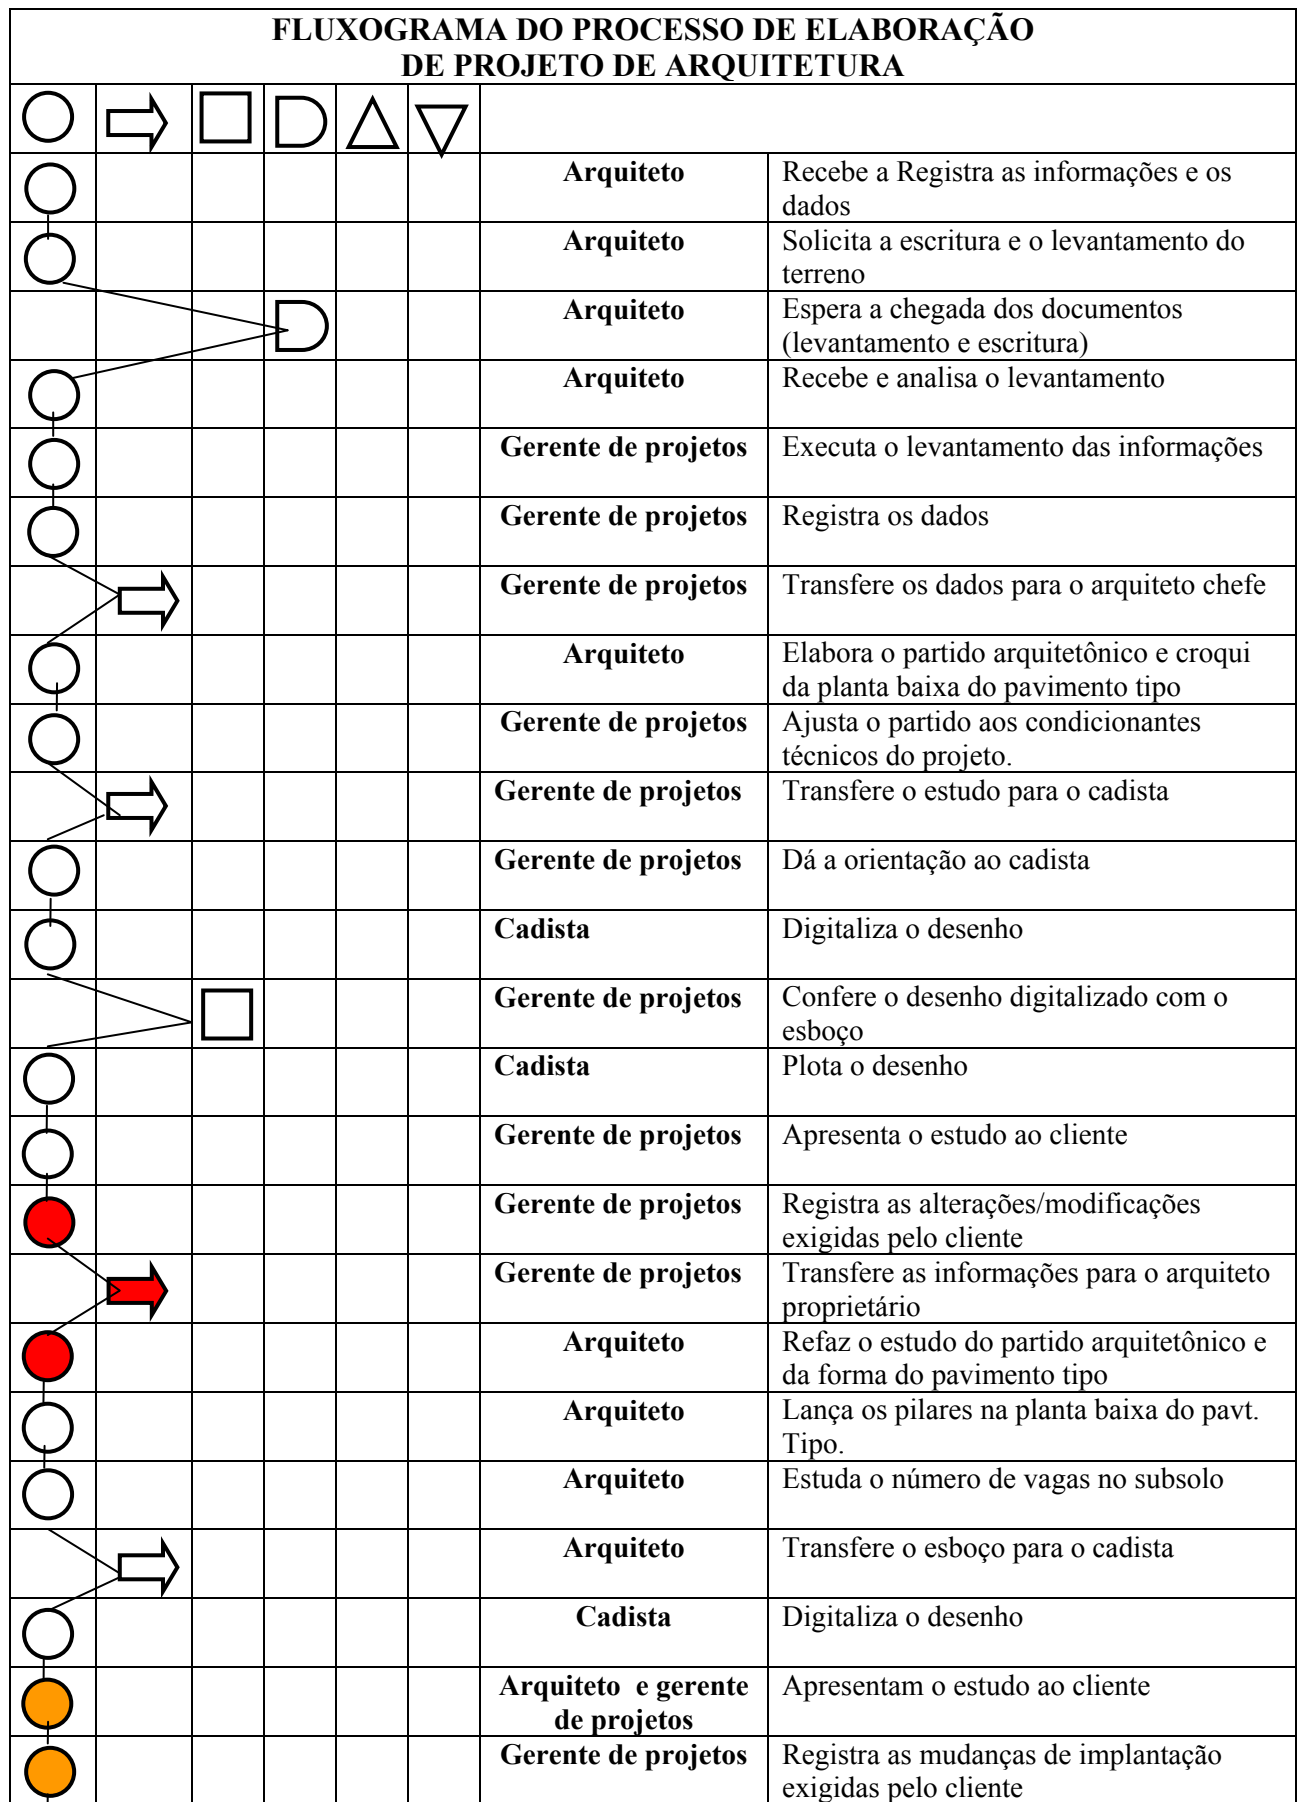 FLUXOGRAMA DO PROCESSO DE ELABORAÇÃO
DE PROJETO DE ARQUITETURA
Arquiteto
Recebe a Registra as informações e os
dados
Arquiteto
Solicita a escritura e o levantamento do
terreno
Arquiteto
Espera a chegada dos documentos
(levantamento e escritura)
Arquiteto
Recebe e analisa o levantamento
Gerente de projetos
Executa o levantamento das informações
Gerente de projetos
Registra os dados
Gerente de projetos
Transfere os dados para o arquiteto chefe
Arquiteto
Elabora o partido arquitetônico e croqui
da planta baixa do pavimento tipo
Gerente de projetos
Ajusta o partido aos condicionantes
técnicos do projeto.
Gerente de projetos
Transfere o estudo para o cadista
Gerente de projetos
Dá a orientação ao cadista
Cadista
Digitaliza o desenho
Gerente de projetos
Confere o desenho digitalizado com o
esboço
Cadista
Plota o desenho
Gerente de projetos
Apresenta o estudo ao cliente
Gerente de projetos
Registra as alterações/modificações
exigidas pelo cliente
Gerente de projetos
Transfere as informações para o arquiteto
proprietário
Arquiteto
Refaz o estudo do partido arquitetônico e
da forma do pavimento tipo
Arquiteto
Lança os pilares na planta baixa do pavt.
Tipo.
Arquiteto
Estuda o número de vagas no subsolo
Arquiteto
Transfere o esboço para o cadista
Cadista
Digitaliza o desenho
Arquiteto e gerente
de projetos
Apresentam o estudo ao cliente
Gerente de projetos
Registra as mudanças de implantação
exigidas pelo cliente